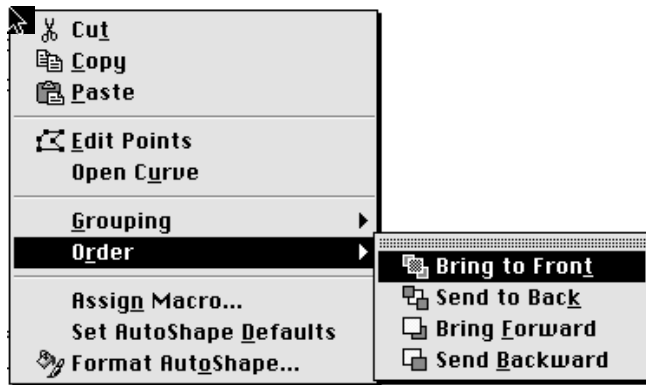 Cut
Copy
Paste
Edit Points
Open Curve
Grouping
Order
Bring to Front
Send to Back
Bring Forward
Send Backward
Assign Macro...
Set AutoShape Defaults
Format AutoShape...